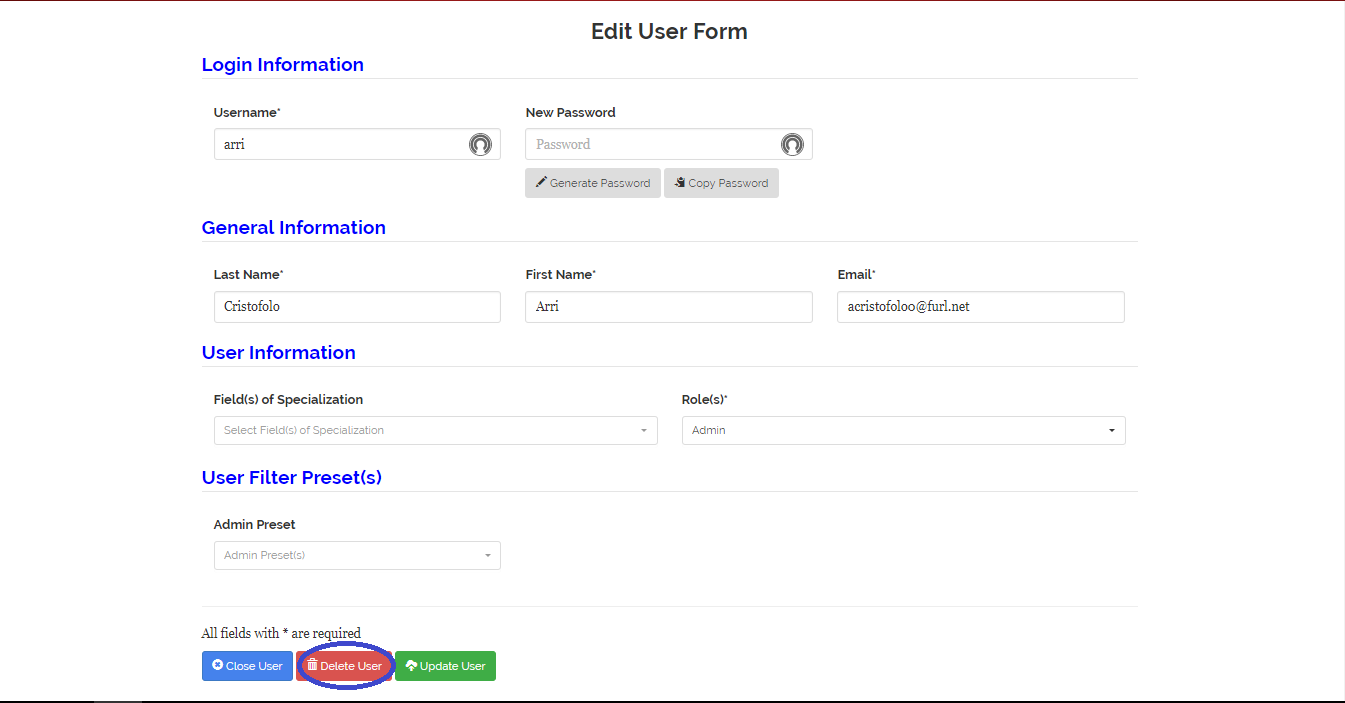 Edit User Form
Login Information
Username* New Password
arri Password
Generate Password Copy Password
General Information
Last Name* First Name* Email*
Cristofolo Arri acristofoloo@furl.net
User Information
Field(s) of Specialization Role(s)*
Select Field(s) of Specialization Admin
User Filter Preset(s)
Admin Preset
Admin Preset(s)
All fields with * are required
Close User Delete User Update User